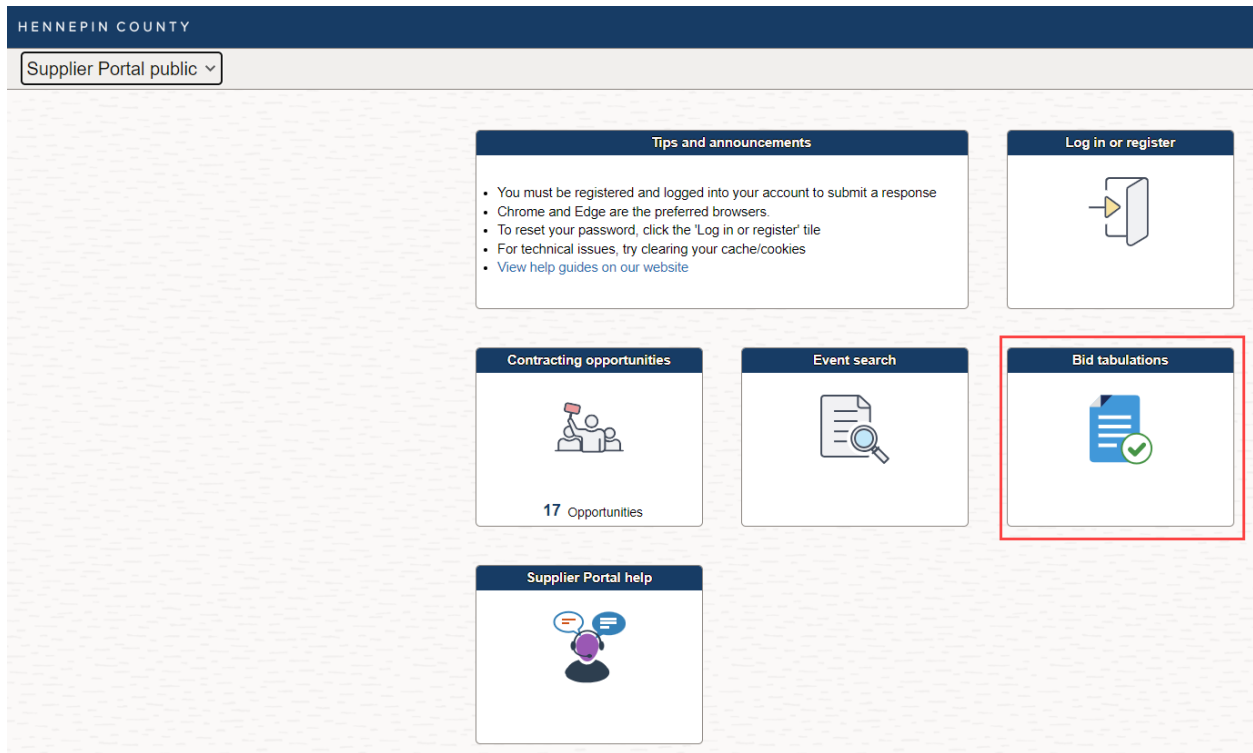 HENNEPIN COUNTY
Supplier Portal public
Tips and announcements
You must be registered and logged into your account to submit a response
Chrome and Edge are the preferred browsers.
To reset your password, click the 'Log in or register' tile
For technical issues, try clearing your cache/cookies
View help guides on our website
Log in or register
Contracting opportunities
17 Opportunities
Event search
Bid tabulations
Supplier Portal help